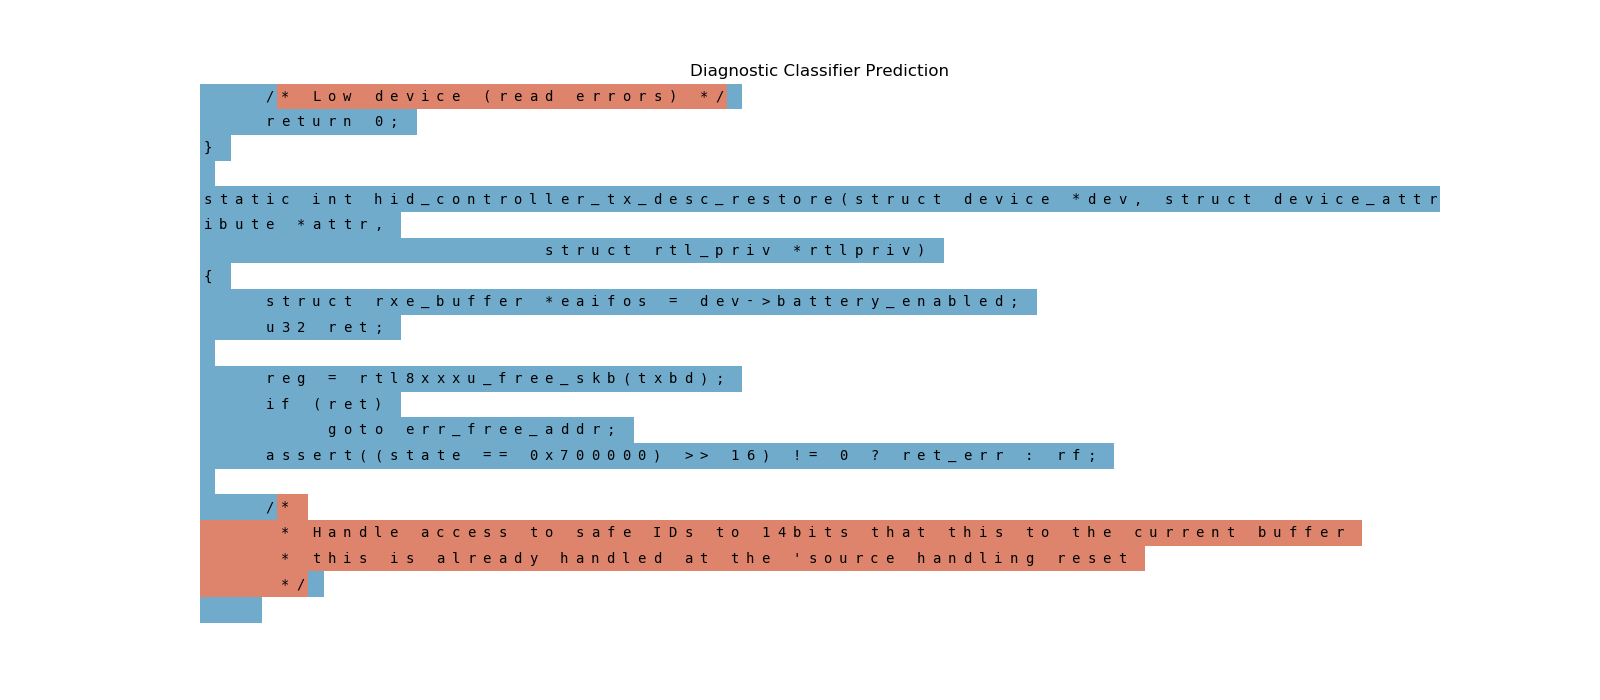 Diagnostic Classifier Prediction
/* Low device (read errors) */
return 0;
}
static int hid_controller_tx_desc_restore(struct device *dev, struct device_attr
ibute *attr,
struct rtl_priv *rtlpriv)
{
struct rxe_buffer *eaifos = dev->battery_enabled;
u32 ret;
reg = rtl8xxxu_free_skb(txbd);
if (ret)
goto err_free_addr;
assert((state == 0x700000) >> 16) != 0 ? ret_err : rf;
/*
* Handle access to safe IDs to 14bits that this to the current buffer
* this is already handled at the 'source handling reset
*/